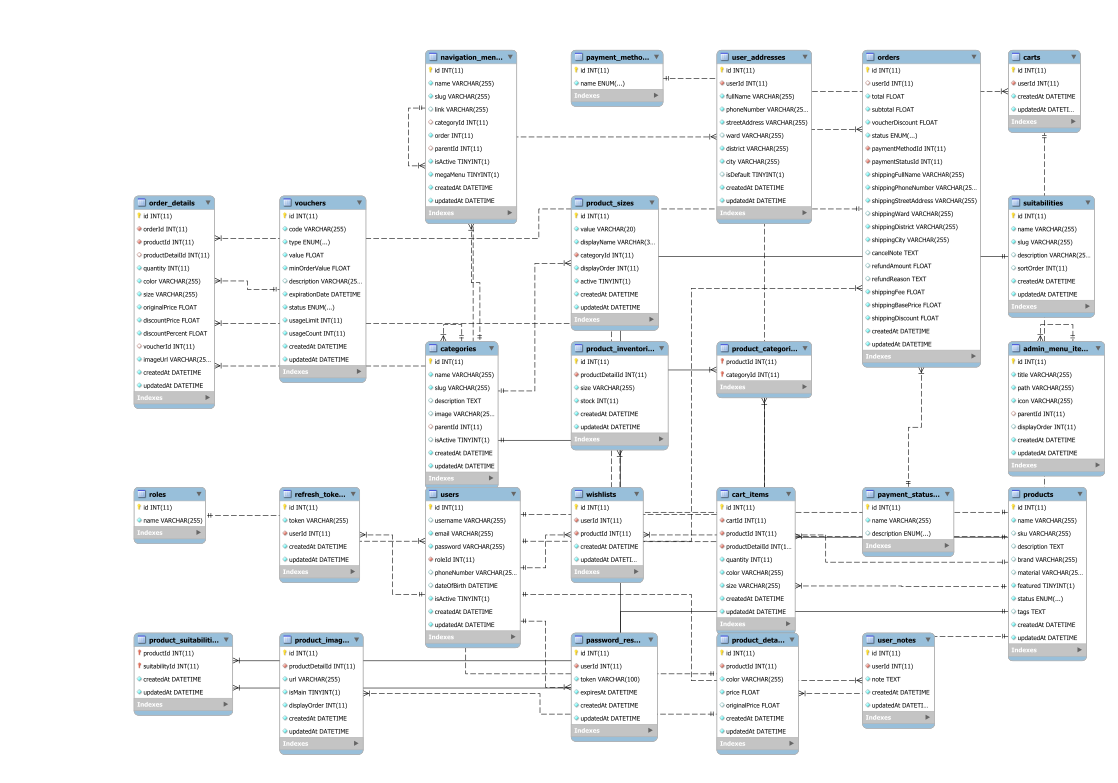 navigation_men...
id INT(11)
name VARCHAR(255)
slug VARCHAR(255)
link VARCHAR(255)
categoryId INT(11)
order INT(11)
parentId INT(11)
isActive TINYINT(1)
megaMenu TINYINT(1)
createdAt DATETIME
updatedAt DATETIME
Indexes
payment_metho...
id INT(11)
name ENUM(...)
Indexes
user_addresses
id INT(11)
userId INT(11)
fullName VARCHAR(255)
phoneNumber VARCHAR(25...
streetAddress VARCHAR(255)
ward VARCHAR(255)
district VARCHAR(255)
city VARCHAR(255)
isDefault TINYINT(1)
createdAt DATETIME
updatedAt DATETIME
Indexes
orders
id INT(11)
userId INT(11)
total FLOAT
subtotal FLOAT
voucherDiscount FLOAT
status ENUM(...)
paymentMethodId INT(11)
paymentStatusId INT(11)
shippingFullName VARCHAR(255)
shippingPhoneNumber VARCHAR(25...
shippingStreetAddress VARCHAR(255)
shippingWard VARCHAR(255)
shippingDistrict VARCHAR(255)
shippingCity VARCHAR(255)
cancelNote TEXT
refundAmount FLOAT
refundReason TEXT
shippingFee FLOAT
shippingBasePrice FLOAT
shippingDiscount FLOAT
createdAt DATETIME
updatedAt DATETIME
Indexes
carts
id INT(11)
userId INT(11)
createdAt DATETIME
updatedAt DATETI...
Indexes
order_details
id INT(11)
orderId INT(11)
productId INT(11)
productDetailId INT(11)
quantity INT(11)
color VARCHAR(255)
size VARCHAR(255)
originalPrice FLOAT
discountPrice FLOAT
discountPercent FLOAT
voucherId INT(11)
imageUrl VARCHAR(25...
createdAt DATETIME
updatedAt DATETIME
Indexes
vouchers
id INT(11)
code VARCHAR(255)
type ENUM(...)
value FLOAT
minOrderValue FLOAT
description VARCHAR(25...
expirationDate DATETIME
status ENUM(...)
usageLimit INT(11)
usageCount INT(11)
createdAt DATETIME
updatedAt DATETIME
Indexes
product_sizes
id INT(11)
value VARCHAR(20)
displayName VARCHAR(3...
categoryId INT(11)
displayOrder INT(11)
active TINYINT(1)
createdAt DATETIME
updatedAt DATETIME
Indexes
suitabilities
id INT(11)
name VARCHAR(255)
slug VARCHAR(255)
description VARCHAR(25...
sortOrder INT(11)
createdAt DATETIME
updatedAt DATETIME
Indexes
categories
id INT(11)
name VARCHAR(255)
slug VARCHAR(255)
description TEXT
image VARCHAR(25...
parentId INT(11)
isActive TINYINT(1)
createdAt DATETIME
updatedAt DATETIME
Indexes
product_inventori...
id INT(11)
productDetailId INT(11)
size VARCHAR(255)
stock INT(11)
createdAt DATETIME
updatedAt DATETIME
Indexes
product_categori...
productId INT(11)
categoryId INT(11)
Indexes
admin_menu_ite...
id INT(11)
title VARCHAR(255)
path VARCHAR(255)
icon VARCHAR(255)
parentId INT(11)
displayOrder INT(11)
createdAt DATETIME
updatedAt DATETIME
Indexes
roles
id INT(11)
name VARCHAR(255)
Indexes
refresh_toke...
id INT(11)
token VARCHAR(255)
userId INT(11)
createdAt DATETIME
updatedAt DATETIME
Indexes
users
id INT(11)
username VARCHAR(255)
email VARCHAR(255)
password VARCHAR(255)
roleId INT(11)
phoneNumber VARCHAR(25...
dateOfBirth DATETIME
isActive TINYINT(1)
createdAt DATETIME
updatedAt DATETIME
Indexes
wishlists
id INT(11)
userId INT(11)
productId INT(11)
createdAt DATETIME
updatedAt DATETI...
Indexes
cart_items
id INT(11)
cartId INT(11)
productId INT(11)
productDetailId INT(1...
quantity INT(11)
color VARCHAR(255)
size VARCHAR(255)
createdAt DATETIME
updatedAt DATETIME
Indexes
payment_status...
id INT(11)
name VARCHAR(255)
description ENUM(...)
Indexes
products
id INT(11)
name VARCHAR(255)
sku VARCHAR(255)
description TEXT
brand VARCHAR(255)
material VARCHAR(25...
featured TINYINT(1)
status ENUM(...)
tags TEXT
createdAt DATETIME
updatedAt DATETIME
Indexes
product_suitabiliti...
productId INT(11)
suitabilityId INT(11)
createdAt DATETIME
updatedAt DATETIME
Indexes
product_imag...
id INT(11)
productDetailId INT(11)
url VARCHAR(255)
isMain TINYINT(1)
displayOrder INT(11)
createdAt DATETIME
updatedAt DATETIME
Indexes
password_res...
id INT(11)
userId INT(11)
token VARCHAR(100)
expiresAt DATETIME
createdAt DATETIME
updatedAt DATETIME
Indexes
product_deta...
id INT(11)
productId INT(11)
color VARCHAR(255)
price FLOAT
originalPrice FLOAT
createdAt DATETIME
updatedAt DATETIME
Indexes
user_notes
id INT(11)
userId INT(11)
note TEXT
createdAt DATETIME
updatedAt DATETI...
Indexes